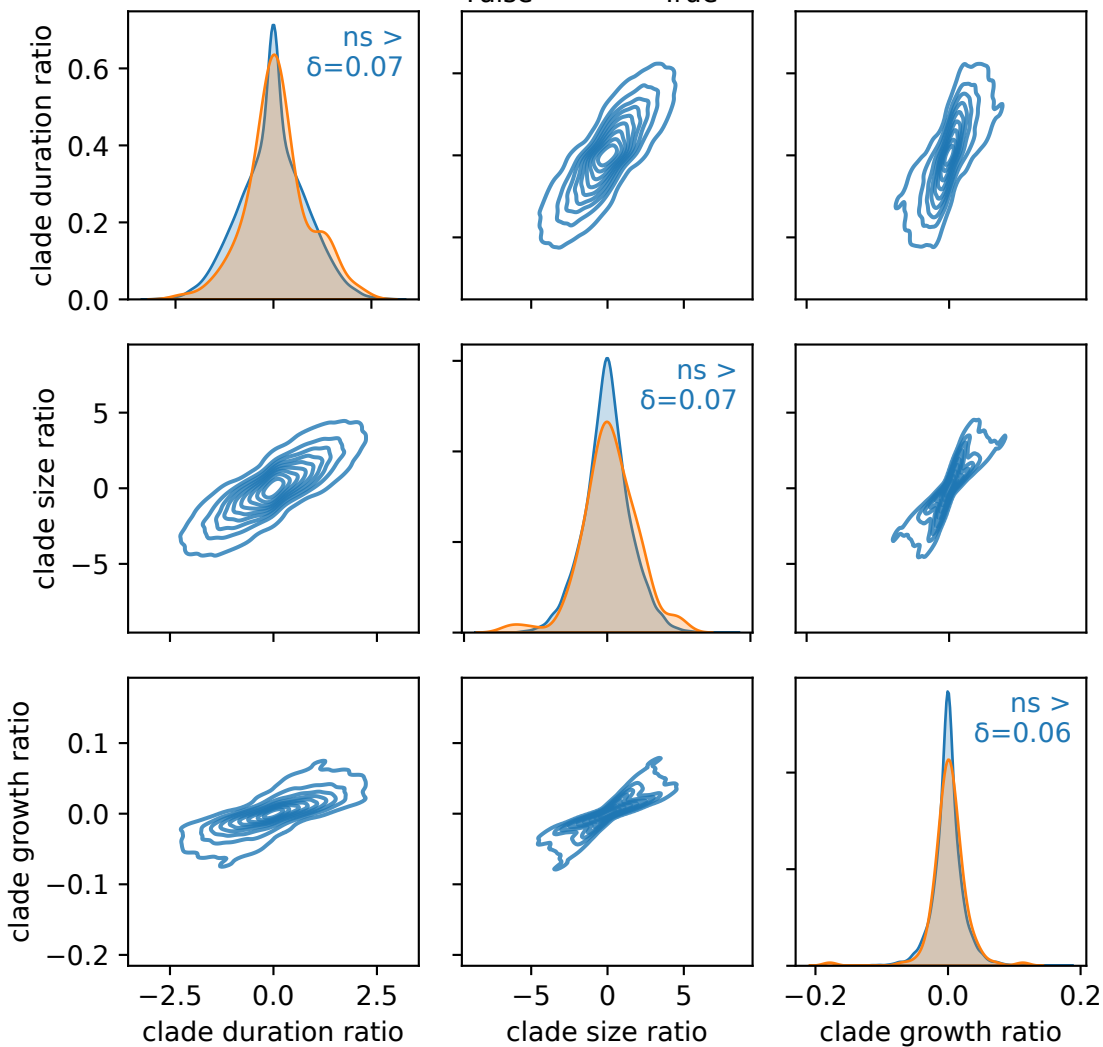 clade duration ratio
0.6
0.4
0.2
0.0
ns >
δ=0.07
clade size ratio
5
0
−5
ns >
δ=0.07
clade growth ratio
0.1
0.0
−0.1
−0.2
ns >
δ=0.06
−2.5 0.0 2.5
−5 0 5
−0.2 0.0 0.2
clade duration ratio
clade size ratio
clade growth ratio